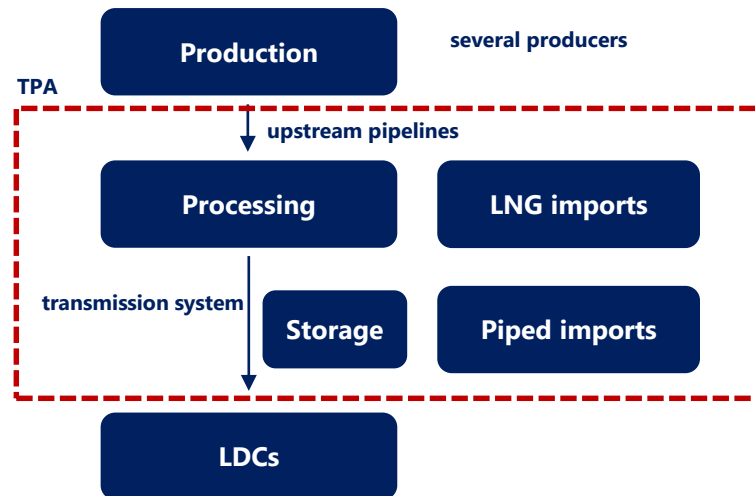 Production
several producers
TPA
upstream pipelines
Processing
LNG imports
transmission system
Storage
Piped imports
LDCs